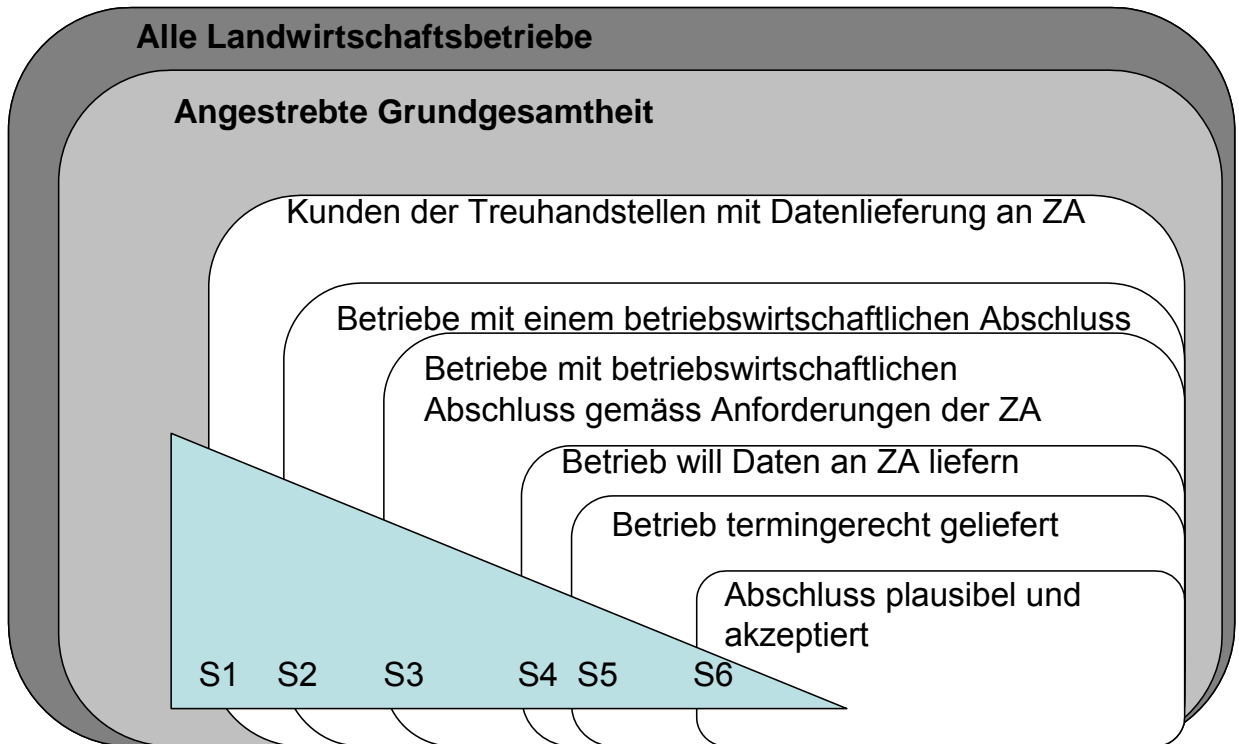 Alle Landwirtschaftsbetriebe
Angestrebte Grundgesamtheit
Kunden der Treuhandstellen mit Datenlieferung an ZA
Betriebe mit einem betriebswirtschaftlichen Abschluss
Betriebe mit betriebswirtschaftlichen
Abschluss gemäss Anforderungen der ZA
Betrieb will Daten an ZA liefern
Betrieb termingerecht geliefert
Abschluss plausibel und
akzeptiert
S1 S2 S3 S4 S5 S6